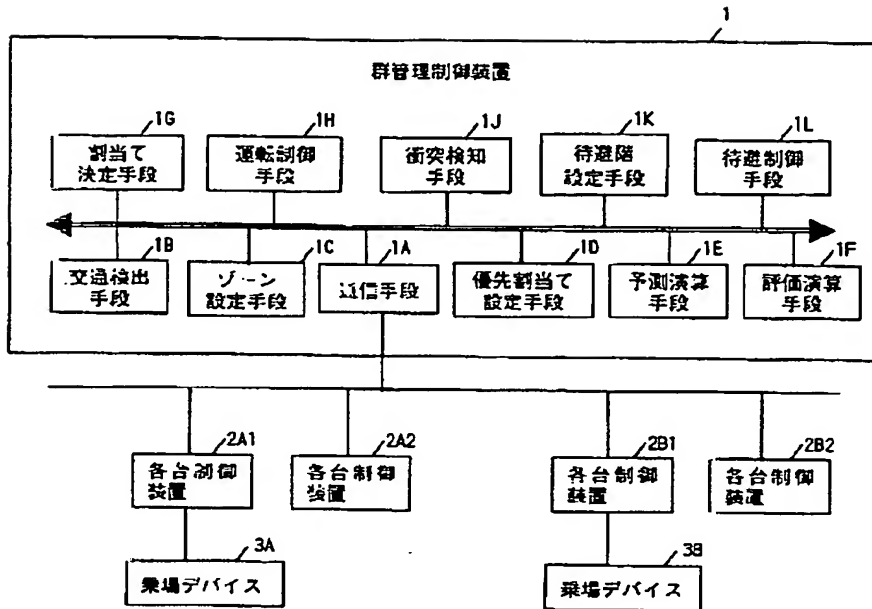 1
群管理制御装置
1G
1H
1J
1K
1L
割当て
決定手段
運転制御
手段
衝突検知
手段
待避階
設定手段
待避制御
手段
1B
1C
1A
1D
1E
1F
交通検出
手段
ゾーン
設定手段
通信手段
優先割当て
設定手段
予測演算
手段
評価演算
手段
2A1
2A2
2B1
2B2
各台制御
装置
各台制御
装置
各台制御
装置
各台制御
装置
3A
3B
乗場デバイス
乗場デバイス